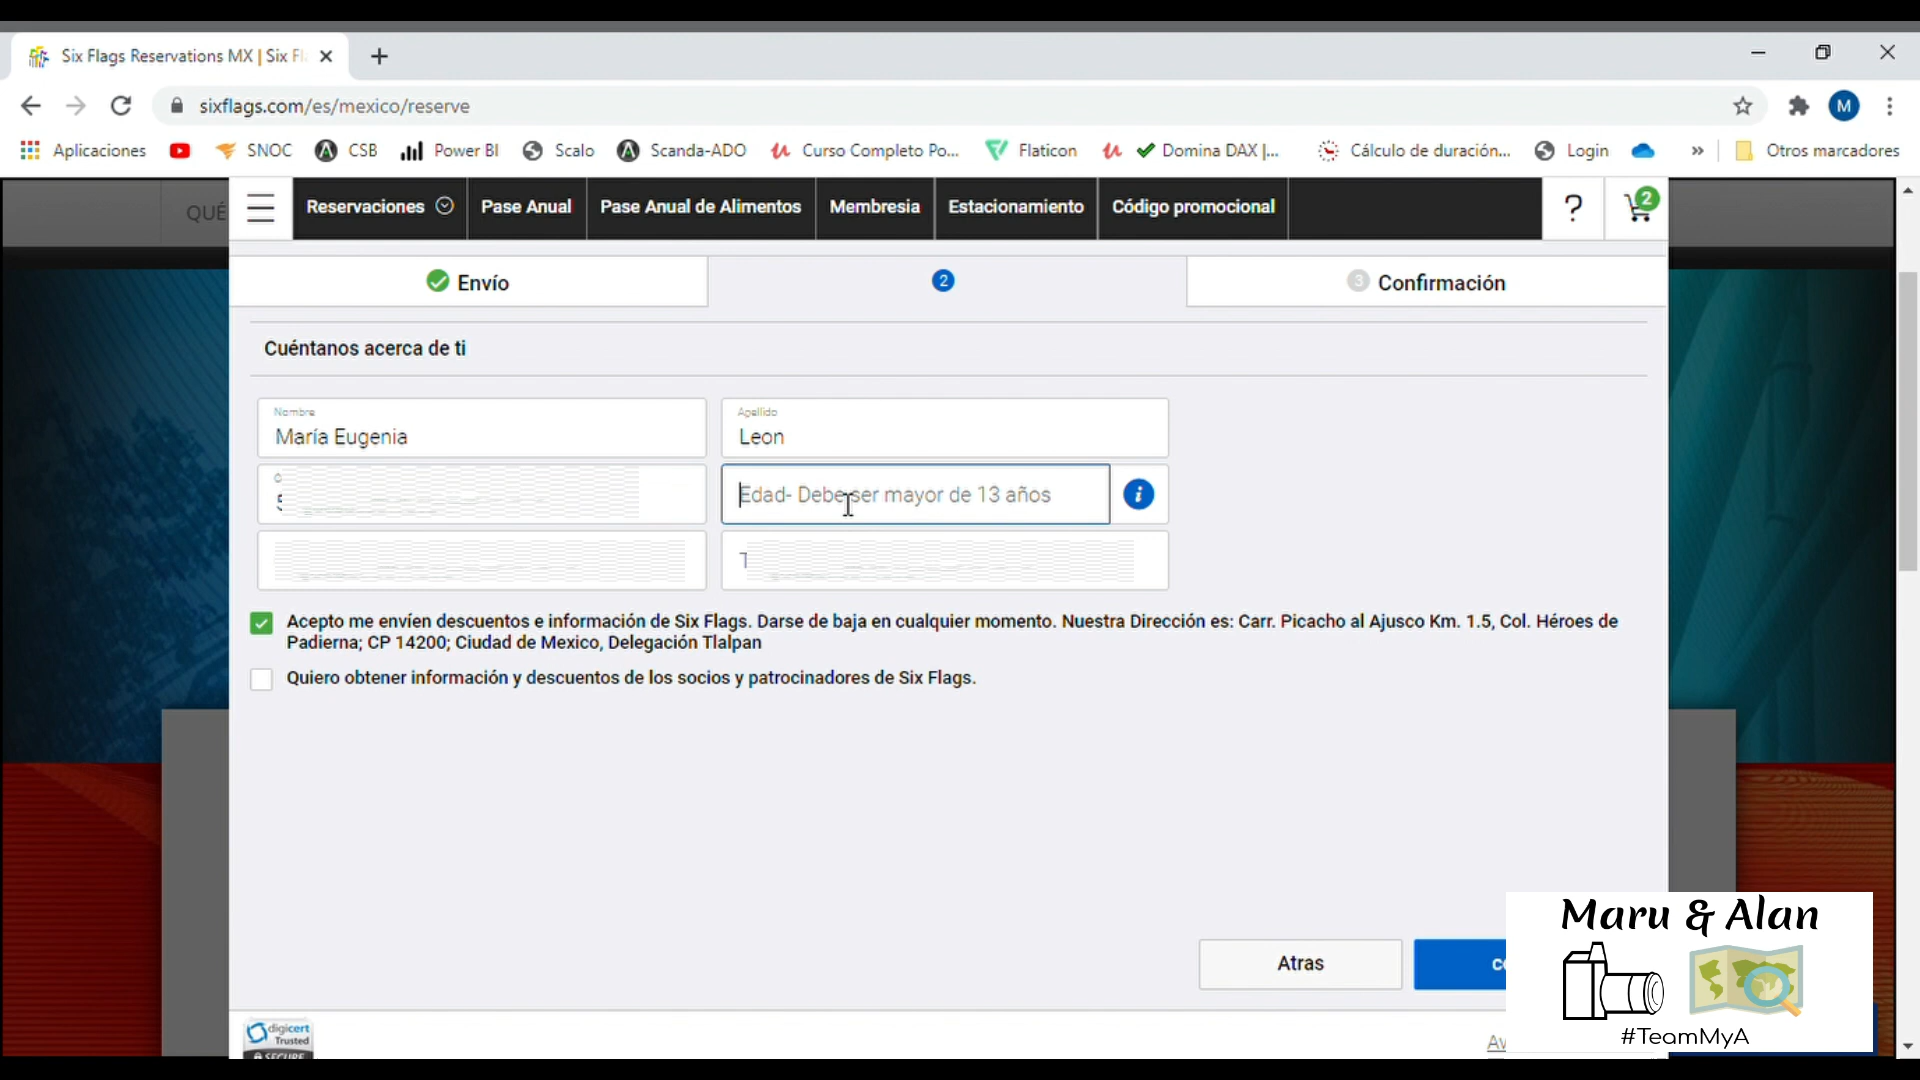 Six Flags Reservations MX | Six Fl
sixflags.com/es/mexico/reserve
Aplicaciones SNOC CSB Power BI Scalo Scanda-ADO Curso Completo Po... Flaticon Domina DAX |... Cálculo de duración... Login » Otros marcadores
M
QUÉ
Reservaciones Pase Anual Pase Anual de Alimentos Membresia Estacionamiento Código promocional ? 2
Envío 2 3 Confirmación
Cuéntanos acerca de ti
Nombre Apellido
María Eugenia Leon
Edad- Debe ser mayor de 13 años i
T
Acepto me envíen descuentos e información de Six Flags. Darse de baja en cualquier momento. Nuestra Dirección es: Carr. Picacho al Ajusco Km. 1.5, Col. Héroes de
Padierna; CP 14200; Ciudad de Mexico, Delegación Tlalpan
Quiero obtener información y descuentos de los socios y patrocinadores de Six Flags.
Atras
Maru & Alan
#TeamMyA
digicert
Trusted
SECURE